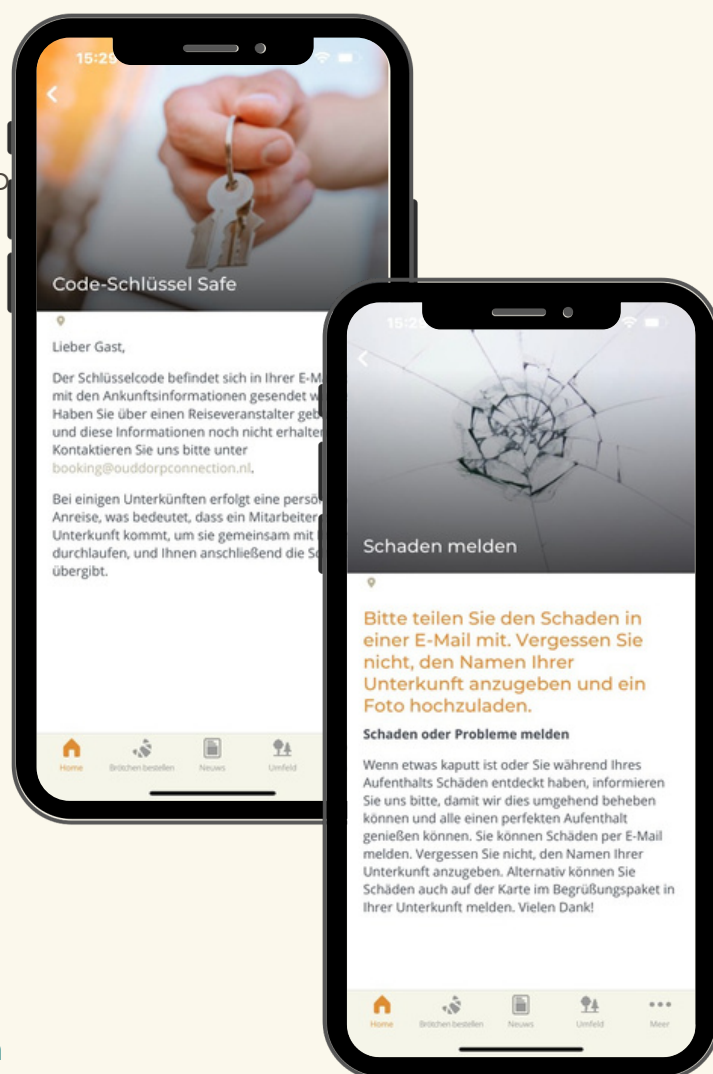 15:29
Code-Schlüssel Safe
Lieber Gast,
Der Schlüsselcode befindet sich in Ihrer E-M
mit den Ankunftsinformationen gesendet w
Haben Sie über einen Reiseveranstalter geb
und diese Informationen noch nicht erhalten
Kontaktieren Sie uns bitte unter
booking@ouddorpconnection.nl.
Bei einigen Unterkünften erfolgt eine persö
Anreise, was bedeutet, dass ein Mitarbeiter
Unterkunft kommt, um sie gemeinsam mit
durchlaufen, und Ihnen anschließend die Sc
übergibt.
Home
Brötchen bestellen
Neuws
Umfeld
Schaden melden
Bitte teilen Sie den Schaden in
einer E-Mail mit. Vergessen Sie
nicht, den Namen Ihrer
Unterkunft anzugeben und ein
Foto hochzuladen.
Schaden oder Probleme melden
Wenn etwas kaputt ist oder Sie während Ihres
Aufenthalts Schäden entdeckt haben, informieren
Sie uns bitte, damit wir dies umgehend beheben
können und alle einen perfekten Aufenthalt
genießen können. Sie können Schäden per E-Mail
melden. Vergessen Sie nicht, den Namen Ihrer
Unterkunft anzugeben. Alternativ können Sie
Schäden auch auf der Karte im Begrüßungspaket in
Ihrer Unterkunft melden. Vielen Dank!
Home
Brötchen bestellen
Neuws
Umfeld
Meer